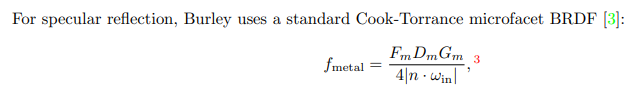 For specular reflection, Burley uses a standard Cook-Torrance microfacet BRDF [3]:
f_metal = F_m D_m G_m / 4|n · ω_in| , 3